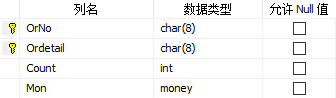 列名 数据类型 允许 Null 值
OrNo char(8)
Ordetail char(8)
Count int
Mon money